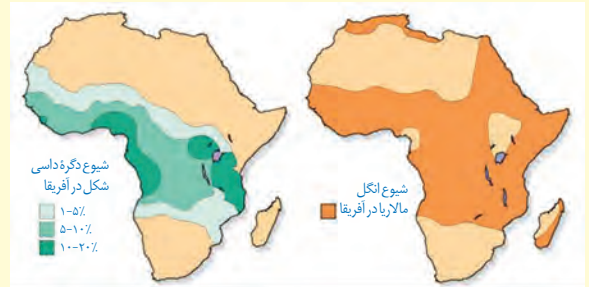 شیوع دگرهٔ داسی
شکل در آفریقا
۱-۵٪
۵-۱۰٪
۱۰-۲۰٪
شیوع انگل
مالاریا در آفریقا